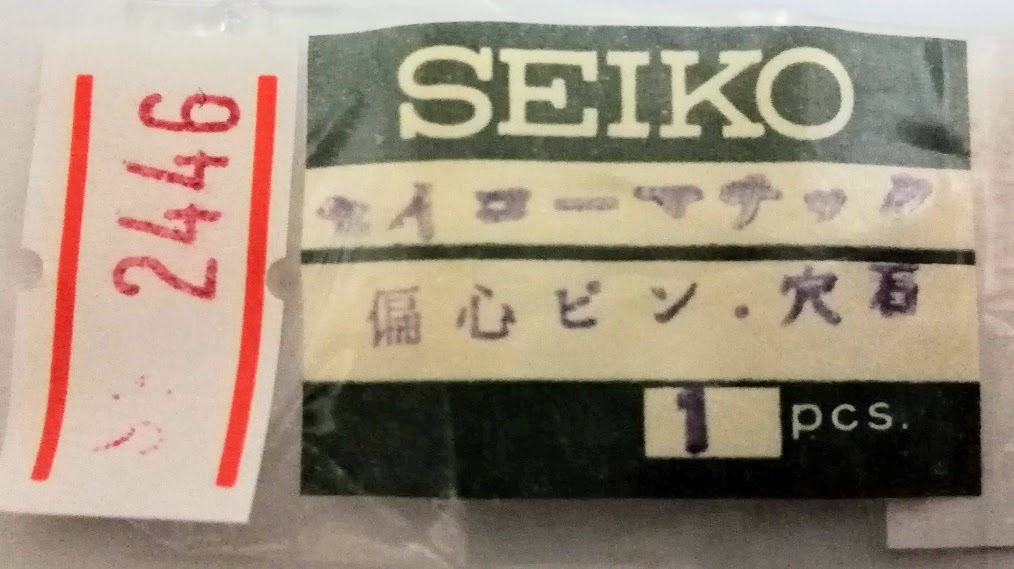 2446
SEIKO
セイコーマチック
偏心ピン.穴石
1 pcs.